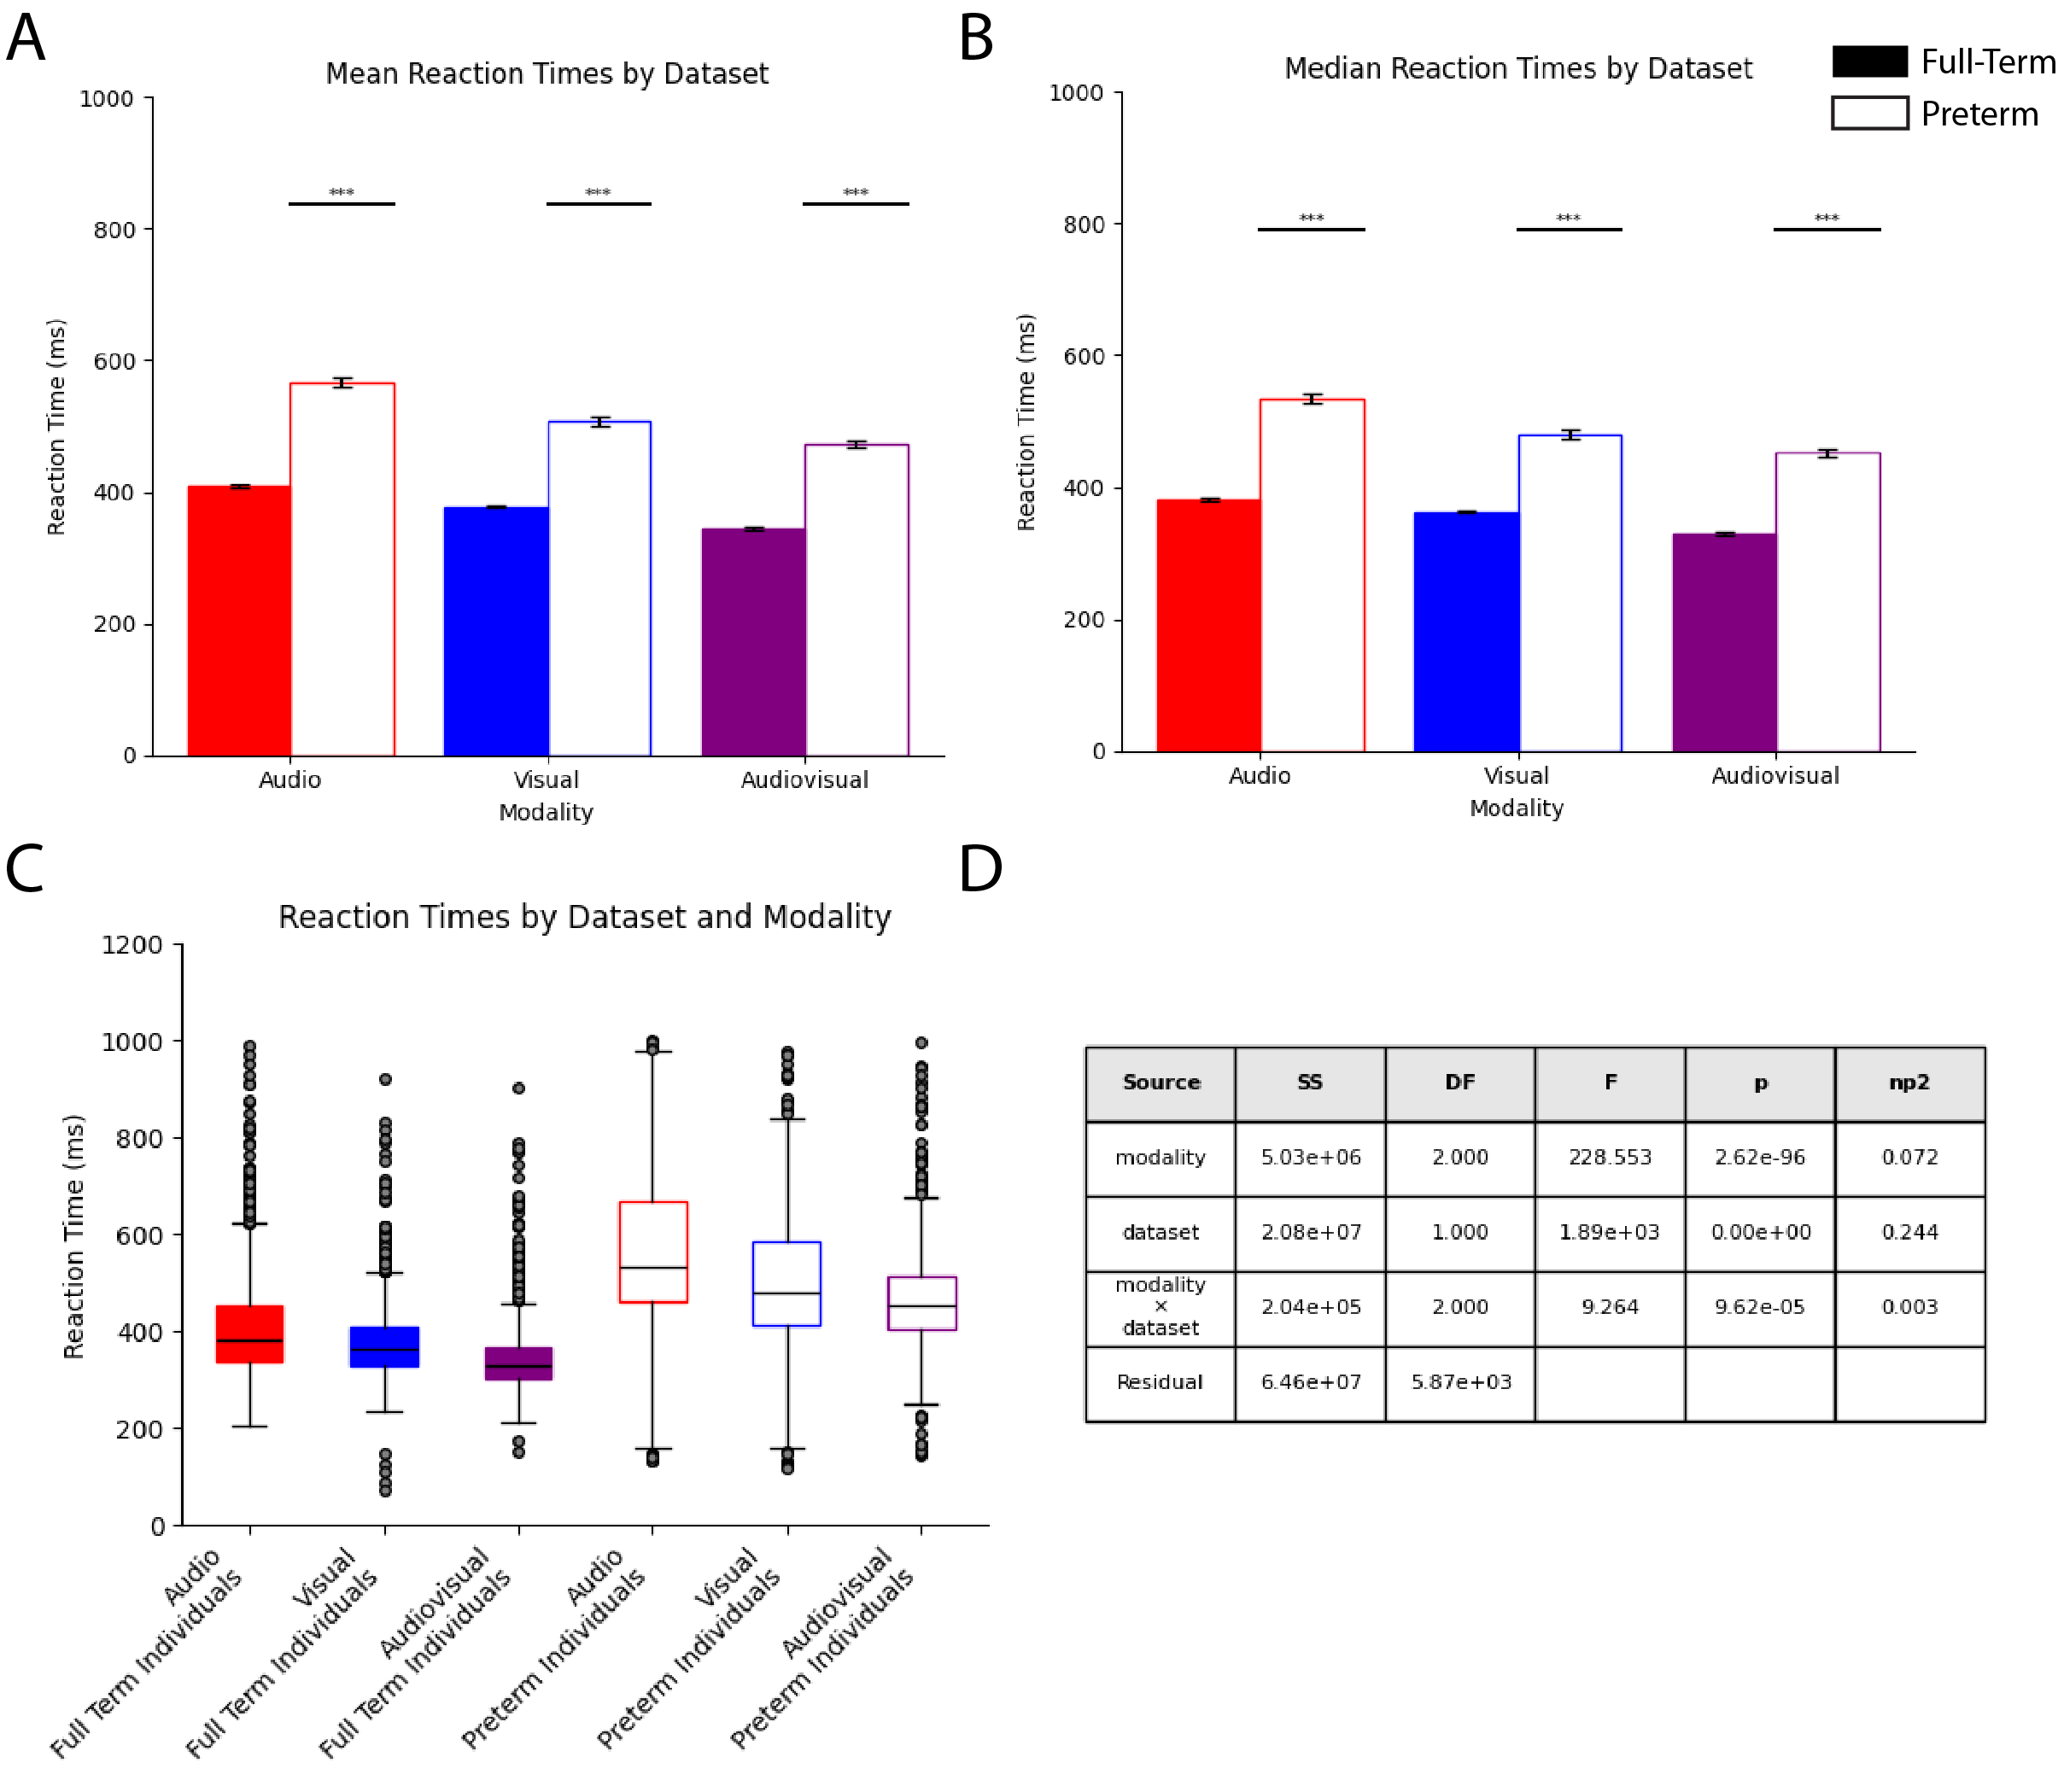 A
Mean Reaction Times by Dataset
1000
800
600
400
200
0
Reaction Time (ms)
***
***
***
Audio
Visual
Audiovisual
Modality
B
Median Reaction Times by Dataset
Full-Term
Preterm
1000
800
600
400
200
0
Reaction Time (ms)
***
***
***
Audio
Visual
Audiovisual
Modality
C
Reaction Times by Dataset and Modality
1200
1000
800
600
400
200
0
Reaction Time (ms)
Audio
Full Term Individuals
Visual
Full Term Individuals
Audiovisual
Full Term Individuals
Audio
Preterm Individuals
Visual
Preterm Individuals
Audiovisual
Preterm Individuals
D
Source SS DF F p np2
modality 5.03e+06 2.000 228.553 2.62e-96 0.072
dataset 2.08e+07 1.000 1.89e+03 0.00e+00 0.244
modality
×
dataset
2.04e+05 2.000 9.264 9.62e-05 0.003
Residual 6.46e+07 5.87e+03